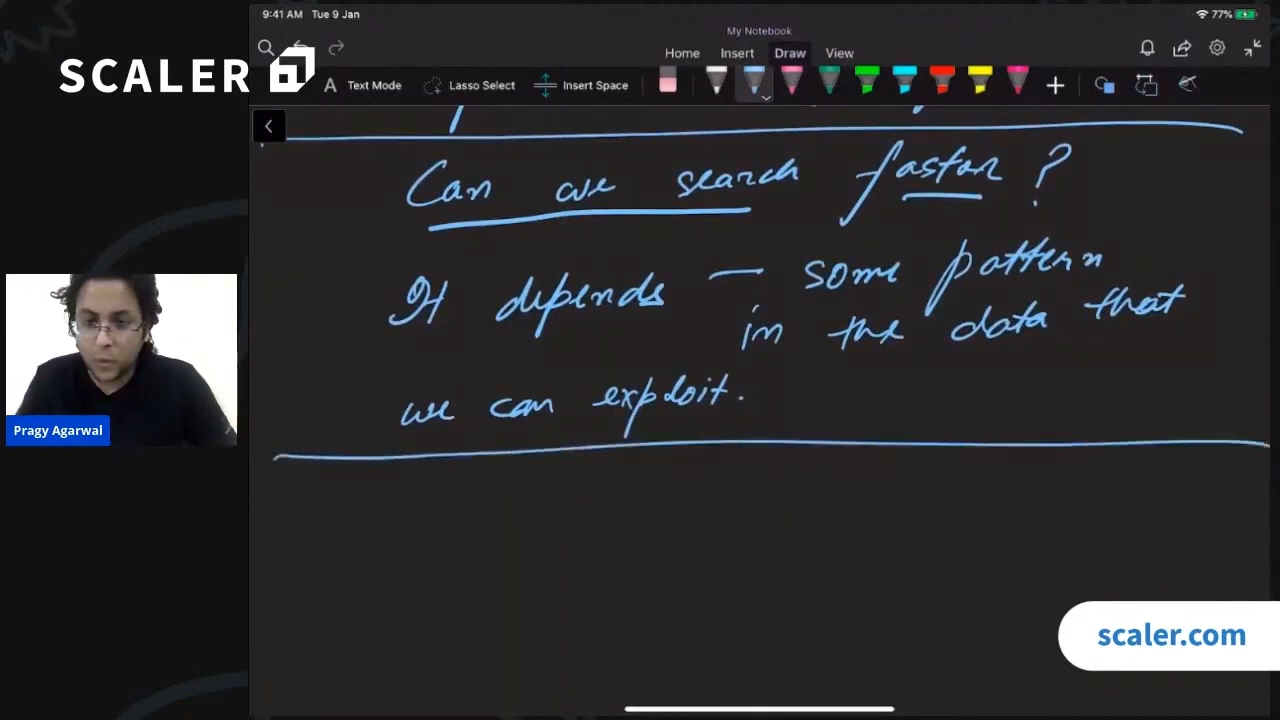 9:41 AM Tue 9 Jan
77%
My Notebook
Home Insert Draw View
SCALER
Text Mode Lasso Select Insert Space
Can we search faster ?
It depends — some pattern
in the data that
we can exploit.
Pragy Agarwal
scaler.com